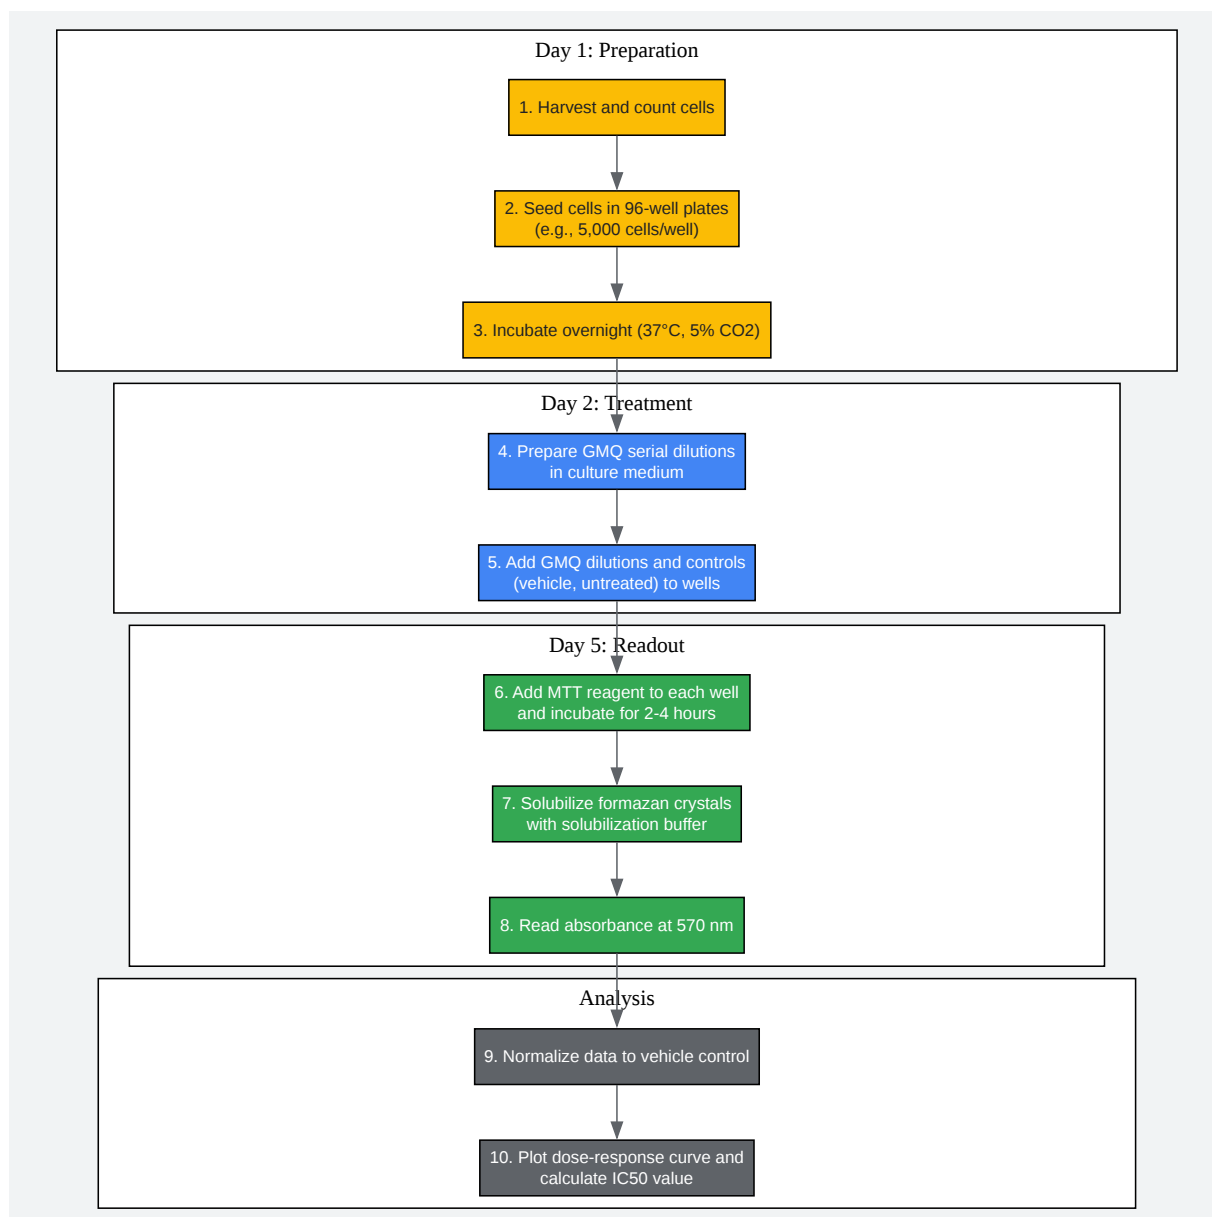 Day 1: Preparation
1. Harvest and count cells
2. Seed cells in 96-well plates
(e.g., 5,000 cells/well)
3. Incubate overnight (37°C, 5% CO2)
Day 2: Treatment
4. Prepare GMQ serial dilutions
in culture medium
5. Add GMQ dilutions and controls
(vehicle, untreated) to wells
Day 5: Readout
6. Add MTT reagent to each well
and incubate for 2-4 hours
7. Solubilize formazan crystals
with solubilization buffer
8. Read absorbance at 570 nm
Analysis
9. Normalize data to vehicle control
10. Plot dose-response curve and
calculate IC50 value